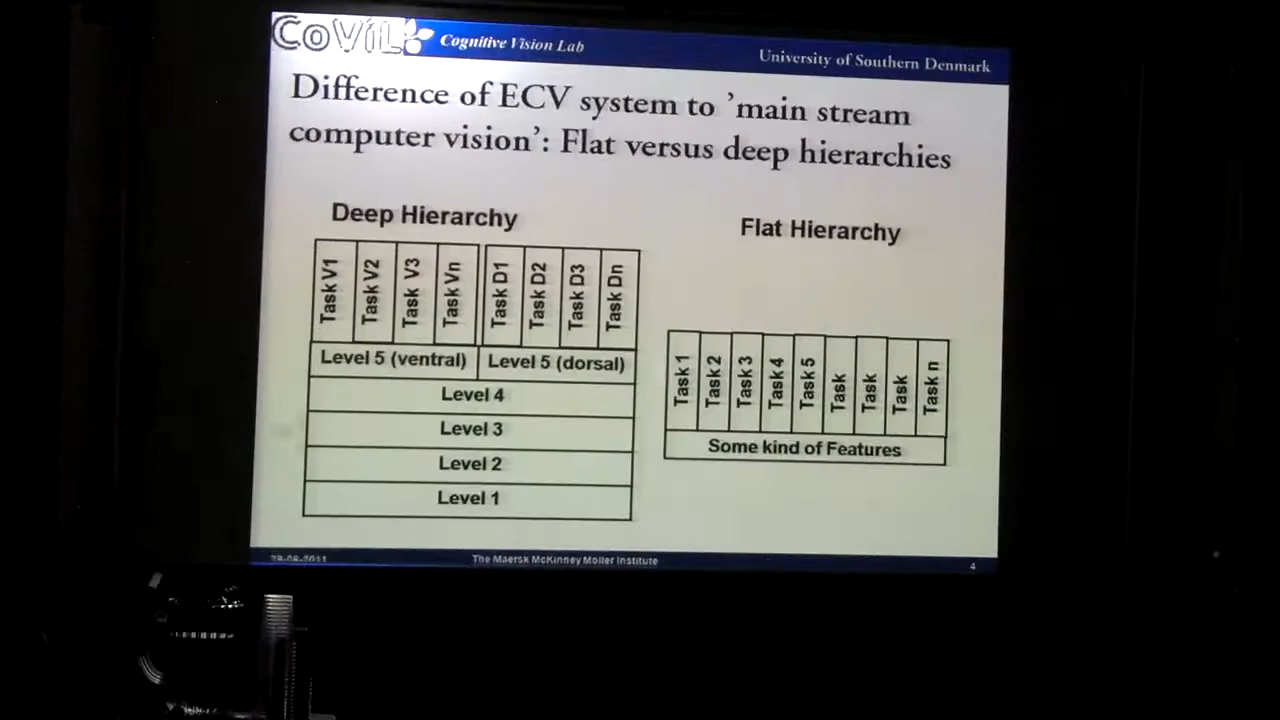 CoViL
Cognitive Vision Lab
University of Southern Denmark
Difference of ECV system to ’main stream
computer vision’: Flat versus deep hierarchies
Deep Hierarchy
Flat Hierarchy
Task V1
Task V2
Task V3
Task Vn
Task D1
Task D2
Task D3
Task Dn
Level 5 (ventral)
Level 5 (dorsal)
Level 4
Level 3
Level 2
Level 1
Task 1
Task 2
Task 3
Task 4
Task 5
Task
Task
Task
Task n
Some kind of Features
The Maersk McKinney Moller Institute
4